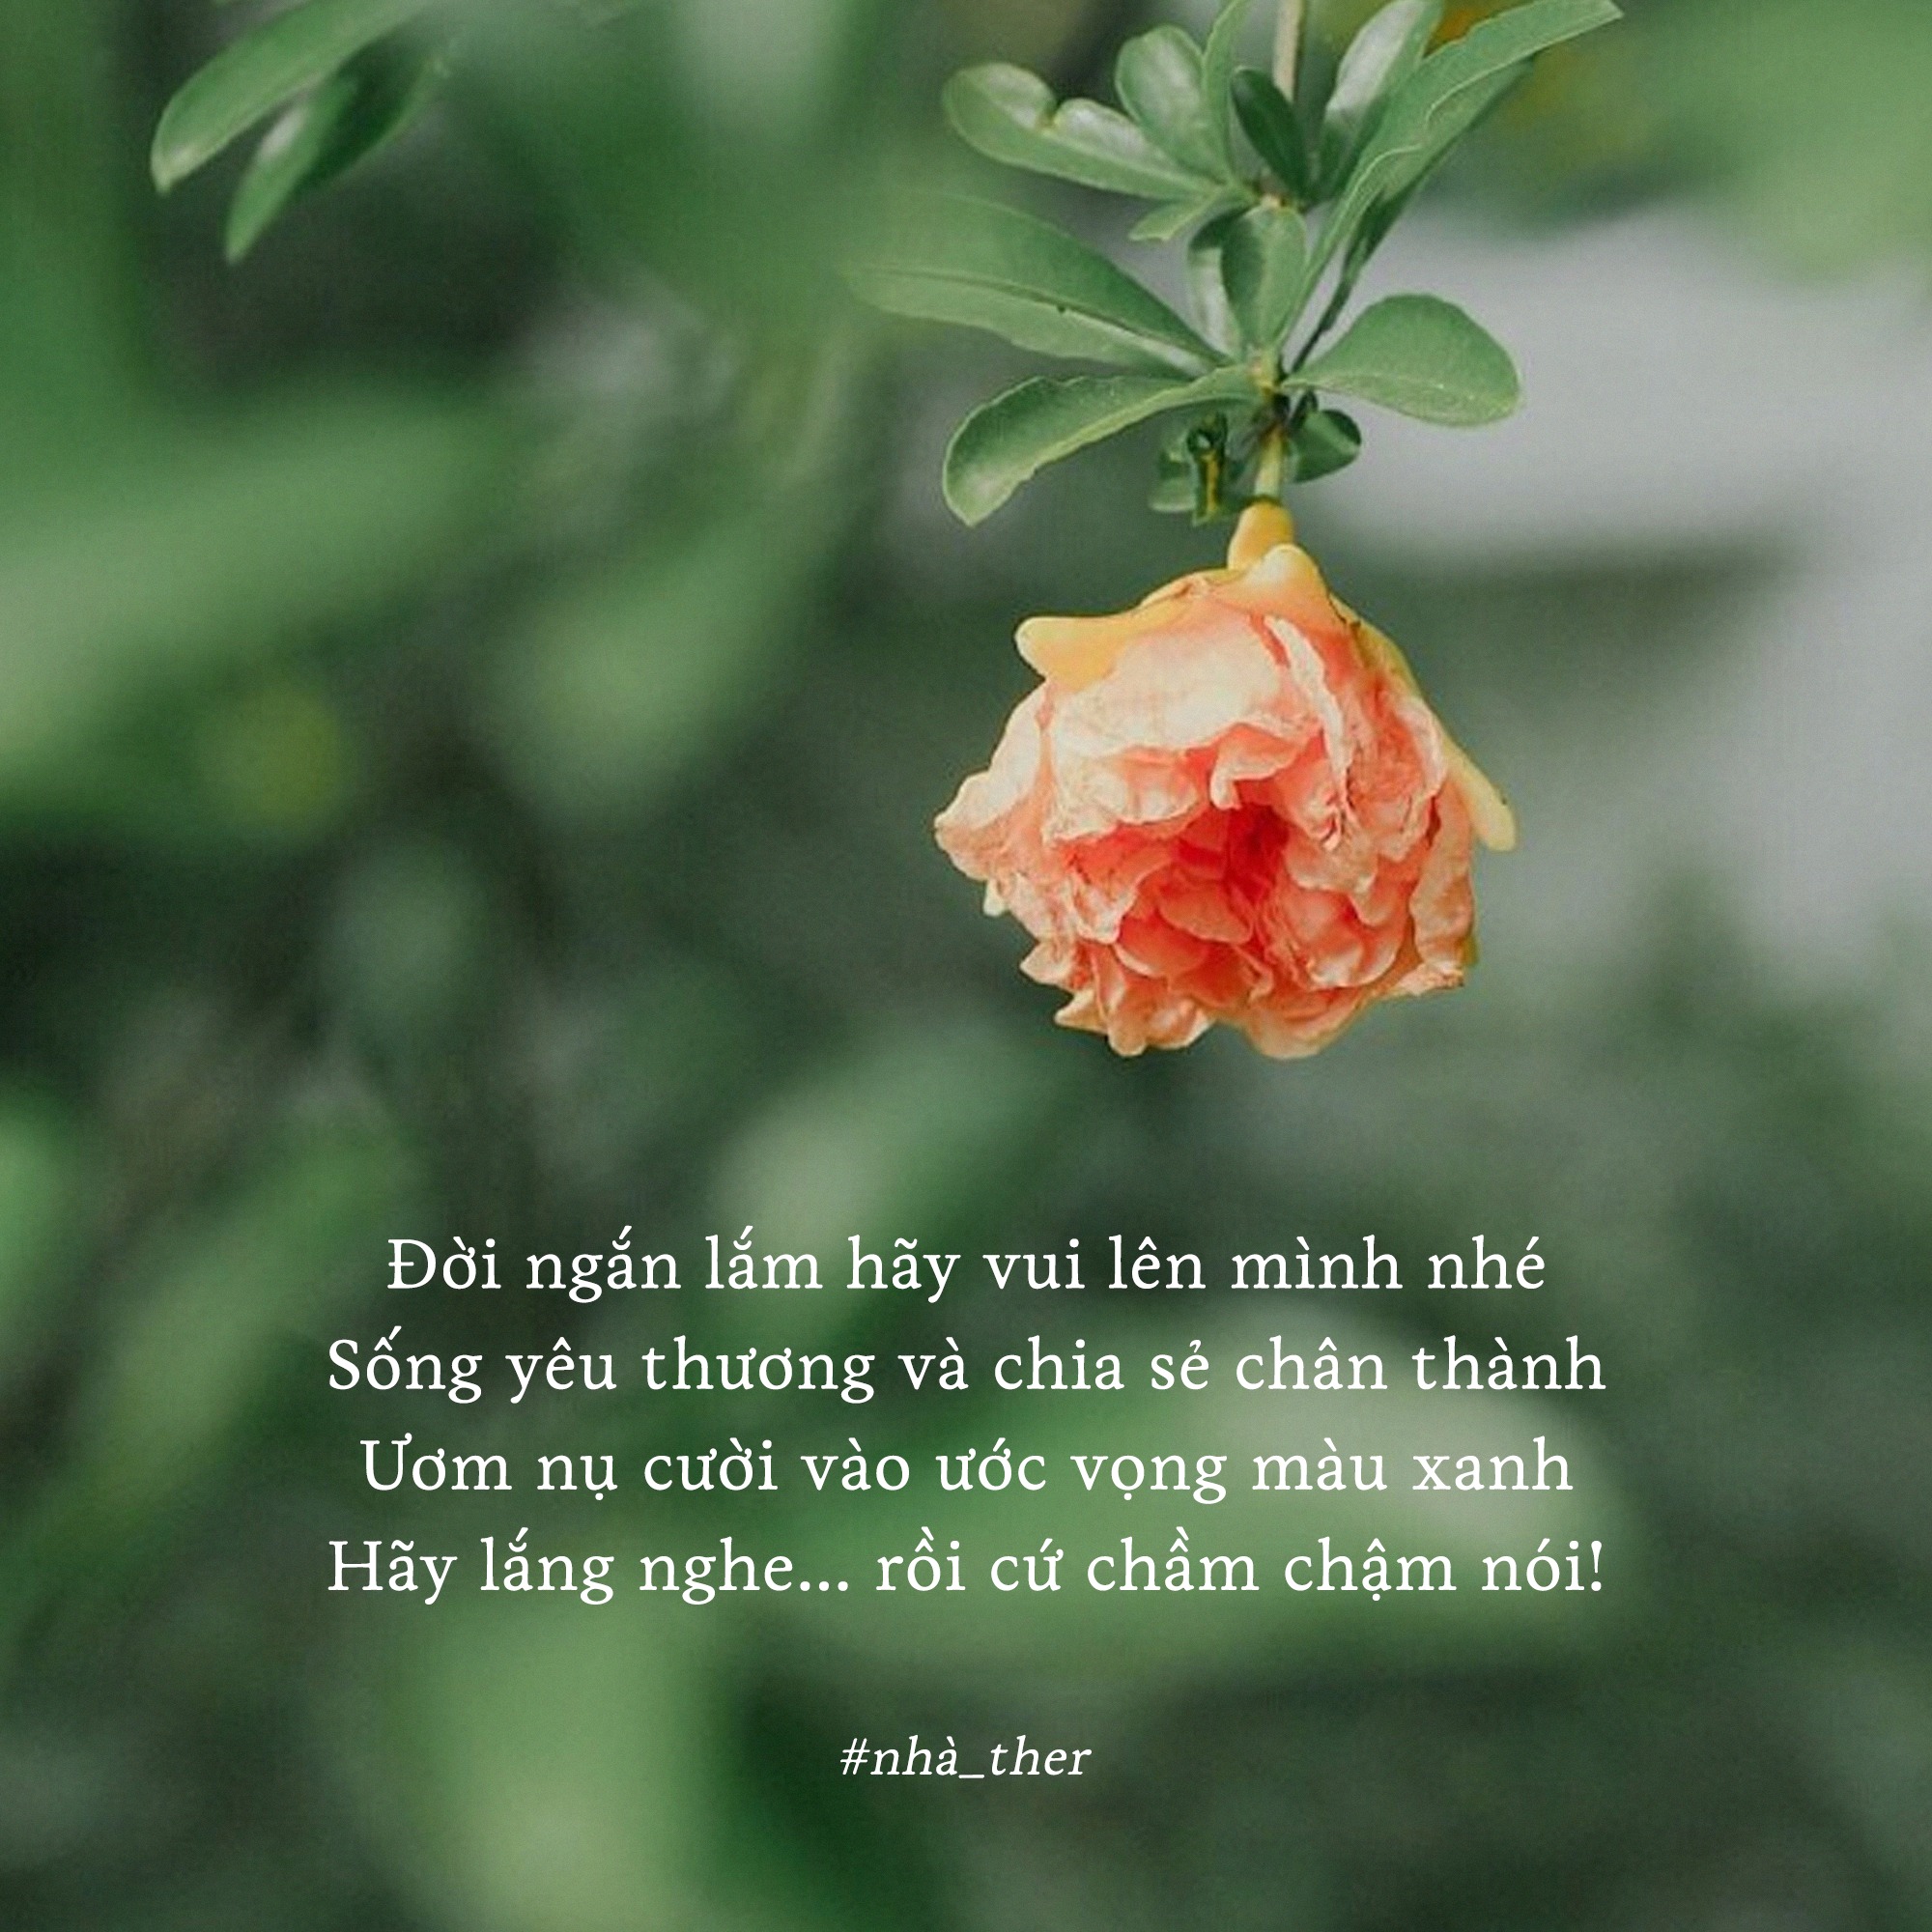 Đời ngắn lắm hãy vui lên mình nhé
Sống yêu thương và chia sẻ chân thành
Ươm nụ cười vào ước vọng màu xanh
Hãy lắng nghe... rồi cứ chầm chậm nói!
#nhà_ther